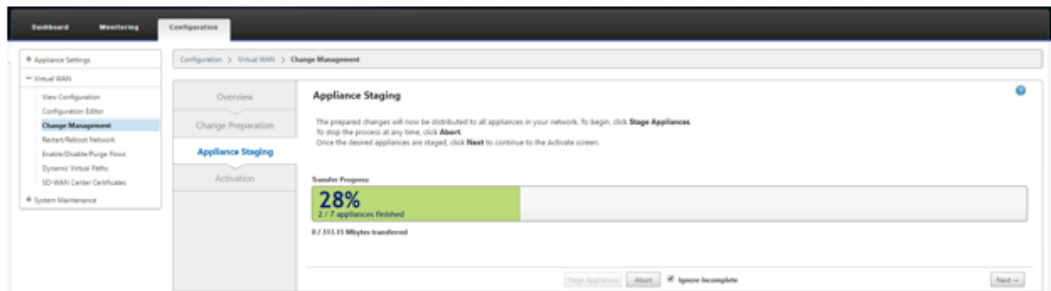 Dashboard Monitoring Configuration
+ Appliance Settings
− Virtual WAN
View Configuration
Configuration Editor
Change Management
Restart/Reboot Network
Enable/Disable/Purge Flows
Dynamic Virtual Paths
SD-WAN Center Certificates
+ System Maintenance
Configuration > Virtual WAN > Change Management
Overview
Change Preparation
Appliance Staging
Activation
Appliance Staging
?
The prepared changes will now be distributed to all appliances in your network. To begin, click Stage Appliances.
To stop the process at any time, click Abort.
Once the desired appliances are staged, click Next to continue to the Activate screen.
Transfer Progress:
28%
2 / 7 appliances finished
0 / 313.15 Mbytes transferred
Stage Appliances Abort Ignore Incomplete Next